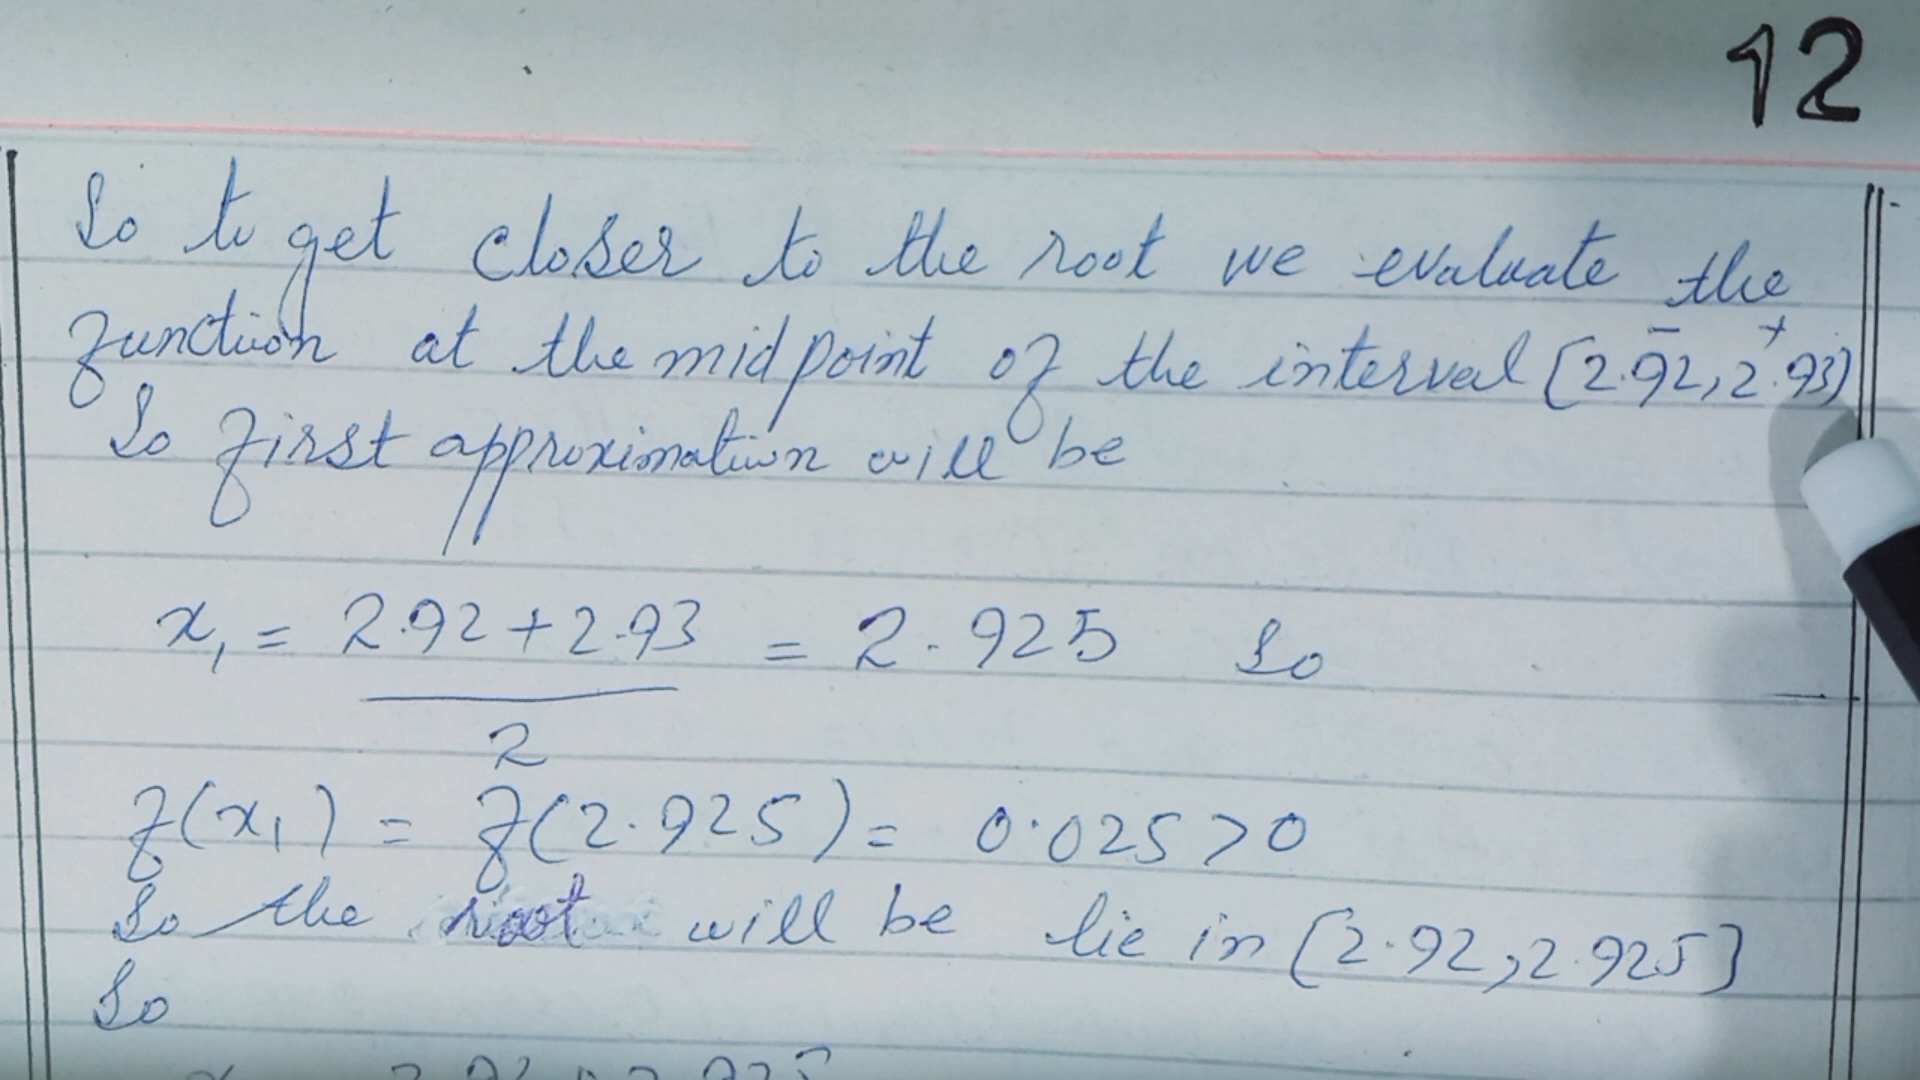 12
So to get closer to the root we evaluate the
function at the midpoint of the interval [2.92, 2.93)
- +
So first approximation will be
x₁ = 2.92 + 2.93 = 2.925 So
2
f(x₁) = f(2.925) = 0.025 > 0
So the root will be lie in [2.92, 2.925]
So